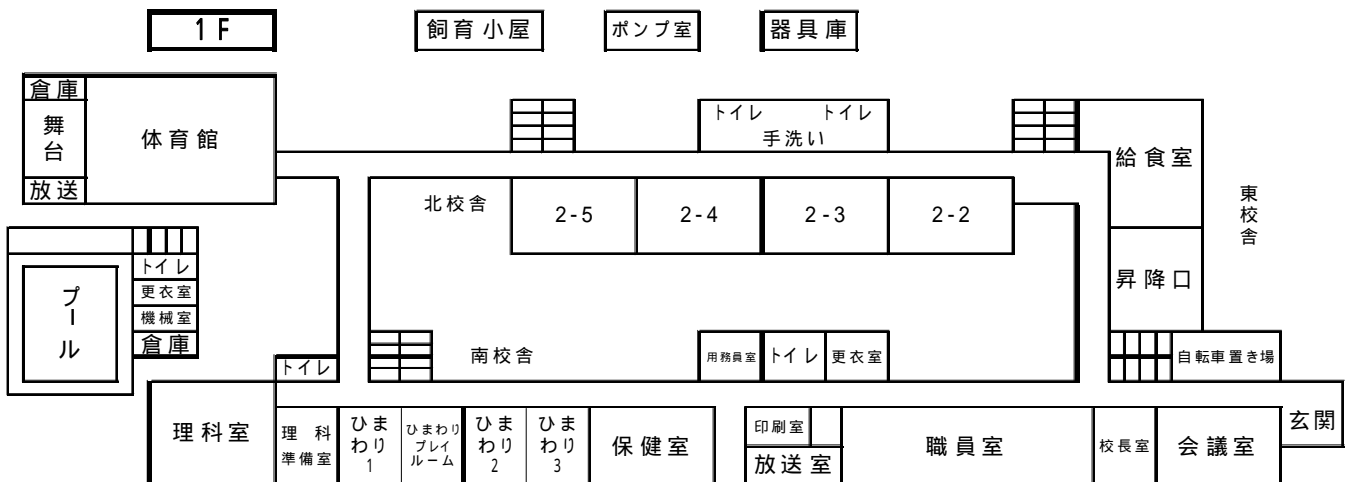 1F
飼育小屋
ポンプ室
器具庫
倉庫
舞台
放送
体育館
トイレ トイレ
手洗い
給食室
東校舎
北校舎
2-5
2-4
2-3
2-2
昇降口
プール
トイレ
更衣室
機械室
倉庫
南校舎
用務員室
トイレ
更衣室
自転車置き場
トイレ
理科室
理科
準備室
ひま
わり
1
ひまわり
プレイ
ルーム
ひま
わり
2
ひま
わり
3
保健室
印刷室
放送室
職員室
校長室
会議室
玄関